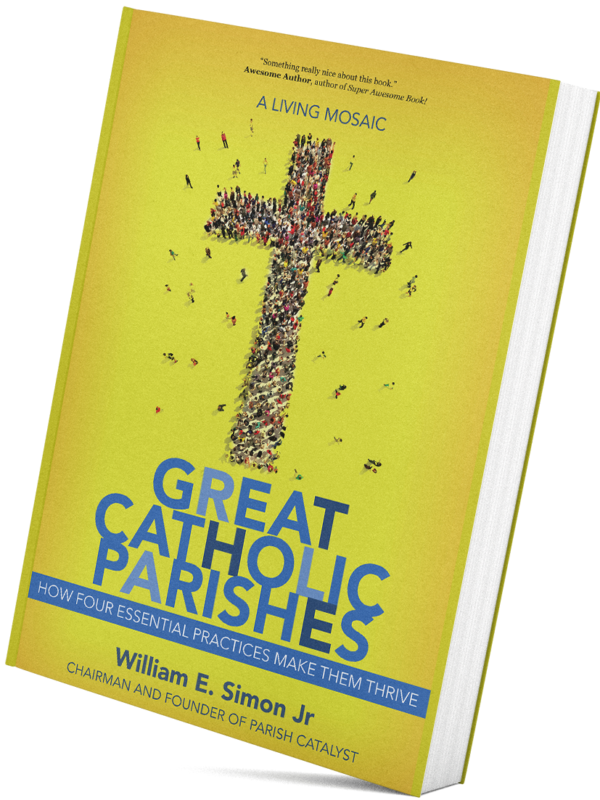 "Something really nice about this book."
Awesome Author, author of Super Awesome Book!
A LIVING MOSAIC
GREAT
CATHOLIC
PARISHES
HOW FOUR ESSENTIAL PRACTICES MAKE THEM THRIVE
William E. Simon Jr
CHAIRMAN AND FOUNDER OF PARISH CATALYST